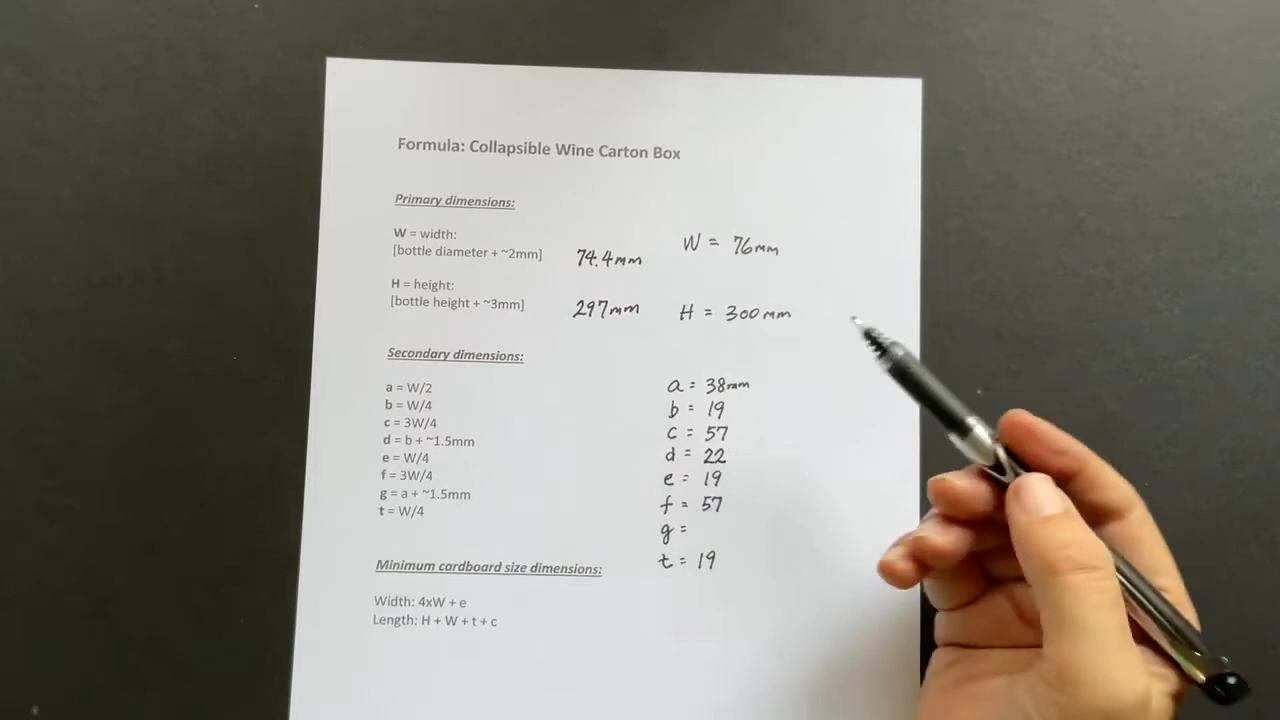 Formula: Collapsible Wine Carton Box
Primary dimensions:
W = width:
[bottle diameter + ~2mm] 74.4mm W = 76mm
H = height:
[bottle height + ~3mm] 297mm H = 300mm
Secondary dimensions:
a = W/2 a = 38mm
b = W/4 b = 19
c = 3W/4 c = 57
d = b + ~1.5mm d = 22
e = W/4 e = 19
f = 3W/4 f = 57
g = a + ~1.5mm g =
t = W/4 t = 19
Minimum cardboard size dimensions:
Width: 4xW + e
Length: H + W + t + c